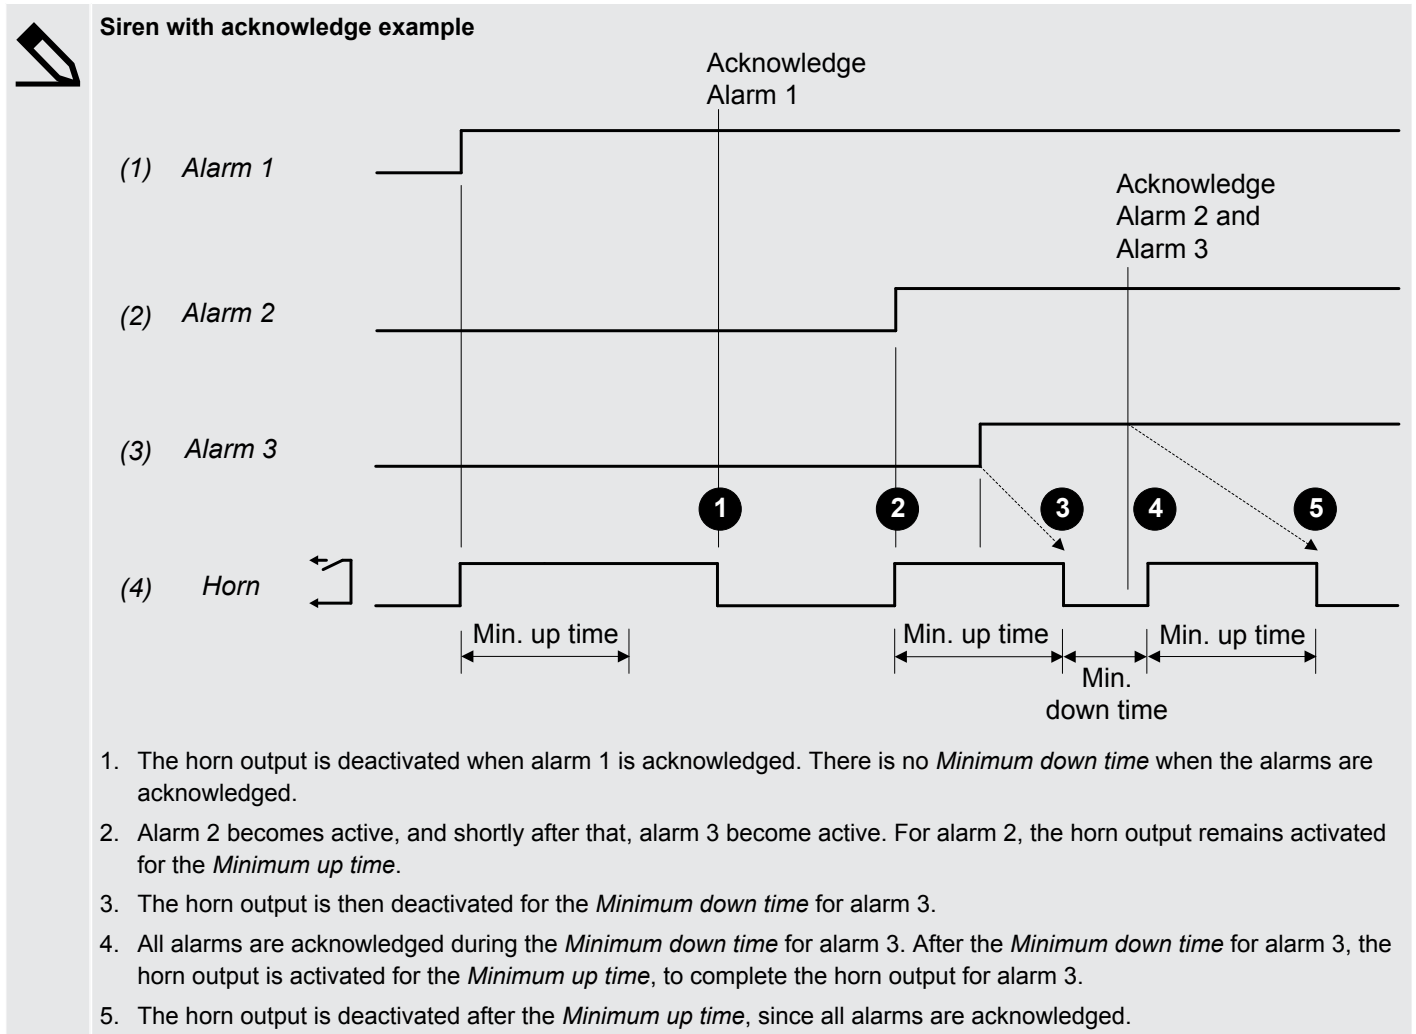 Siren with acknowledge example
Acknowledge
Alarm 1
(1) Alarm 1
Acknowledge
Alarm 2 and
Alarm 3
(2) Alarm 2
(3) Alarm 3
1 2 3 4 5
(4) Horn
Min. up time Min. up time Min. up time
Min.
down time
1. The horn output is deactivated when alarm 1 is acknowledged. There is no Minimum down time when the alarms are
acknowledged.
2. Alarm 2 becomes active, and shortly after that, alarm 3 become active. For alarm 2, the horn output remains activated
for the Minimum up time.
3. The horn output is then deactivated for the Minimum down time for alarm 3.
4. All alarms are acknowledged during the Minimum down time for alarm 3. After the Minimum down time for alarm 3, the
horn output is activated for the Minimum up time, to complete the horn output for alarm 3.
5. The horn output is deactivated after the Minimum up time, since all alarms are acknowledged.